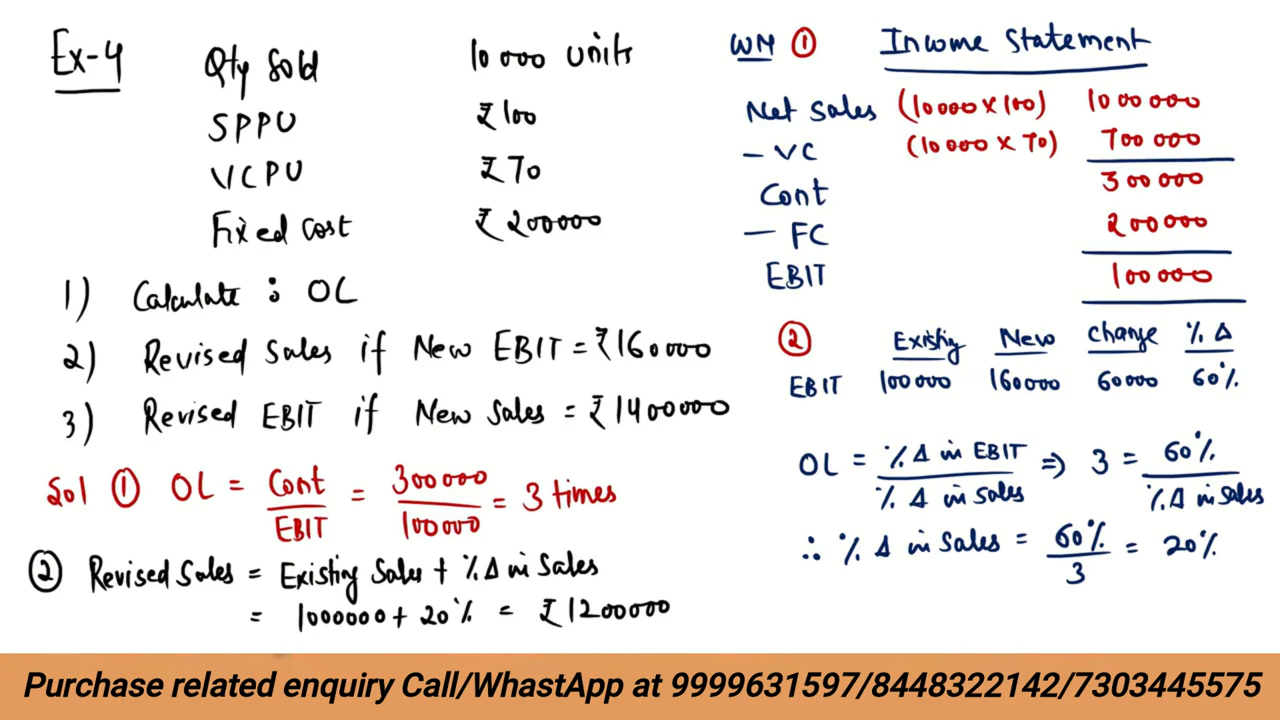 Ex-4
Qty Sold 10000 units
SPPU ₹100
VCPU ₹70
Fixed cost ₹200000
1) Calculate : OL
2) Revised Sales if New EBIT = ₹160000
3) Revised EBIT if New Sales = ₹1400000
Sol ① OL = Cont / EBIT = 300000 / 100000 = 3 times
② Revised Sales = Existing Sales + % Δ in Sales
= 1000000 + 20% = ₹1200000
WN ① Income Statement
Net Sales (10000 x 100) 1000000
- VC (10000 x 70) 700000
Cont 300000
- FC 200000
EBIT 100000
② Existing New Change % Δ
EBIT 100000 160000 60000 60%
OL = % Δ in EBIT / % Δ in Sales ⇒ 3 = 60% / % Δ in Sales
∴ % Δ in Sales = 60% / 3 = 20%
Purchase related enquiry Call/WhastApp at 9999631597/8448322142/7303445575